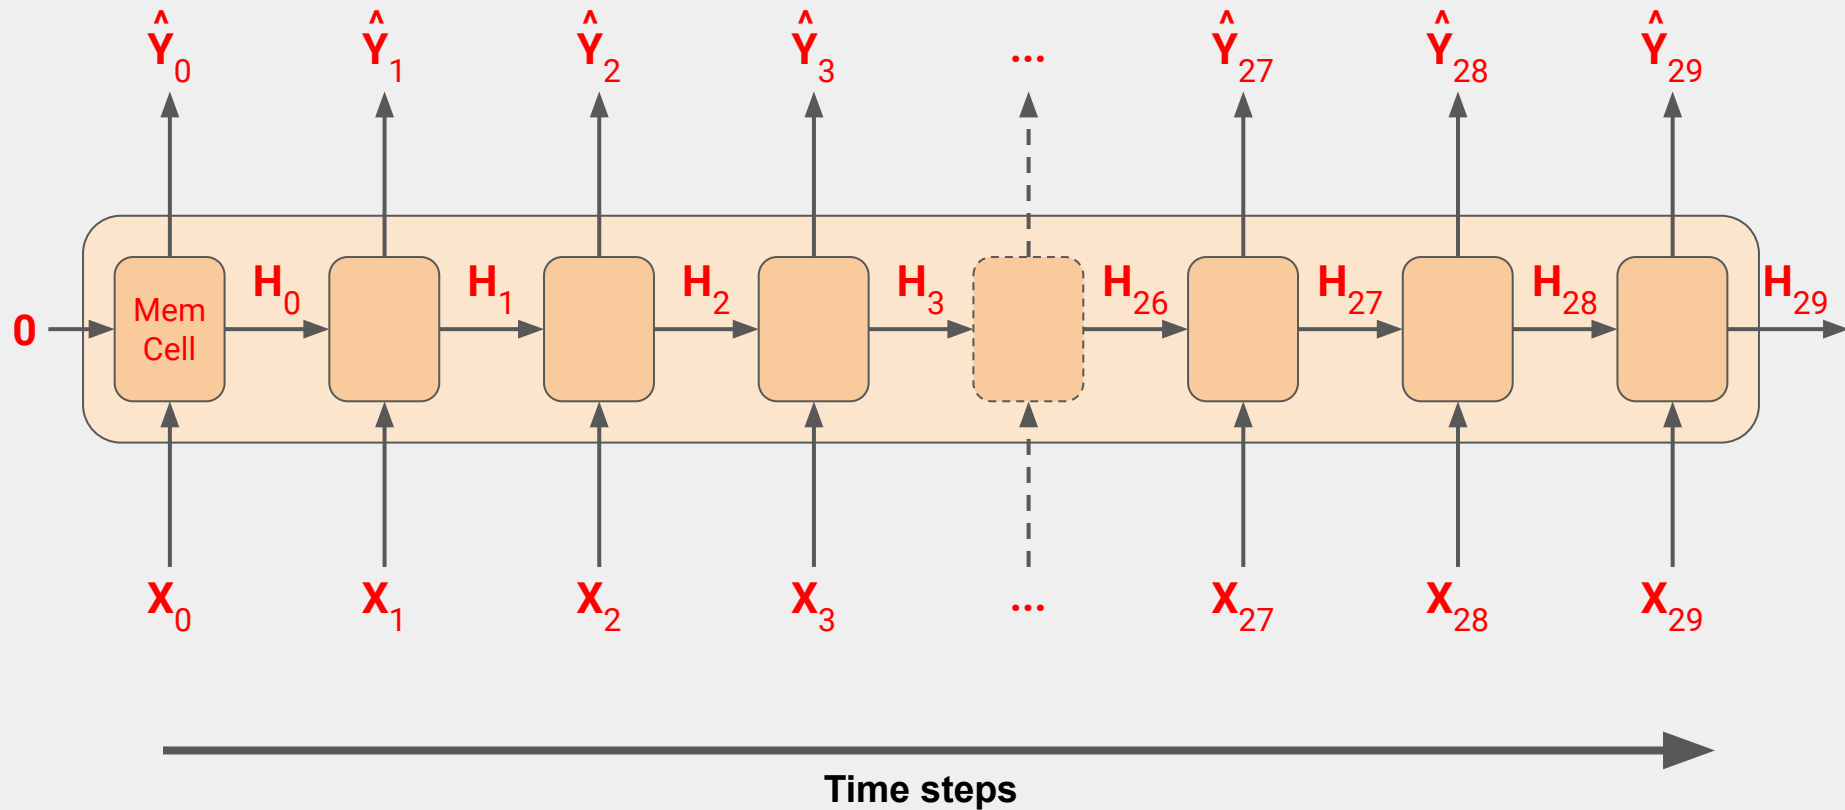 Ŷ0 Ŷ1 Ŷ2 Ŷ3 ... Ŷ27 Ŷ28 Ŷ29
H0 H1 H2 H3 H26 H27 H28 H29
0 Mem
Cell
X0 X1 X2 X3 ... X27 X28 X29
Time steps